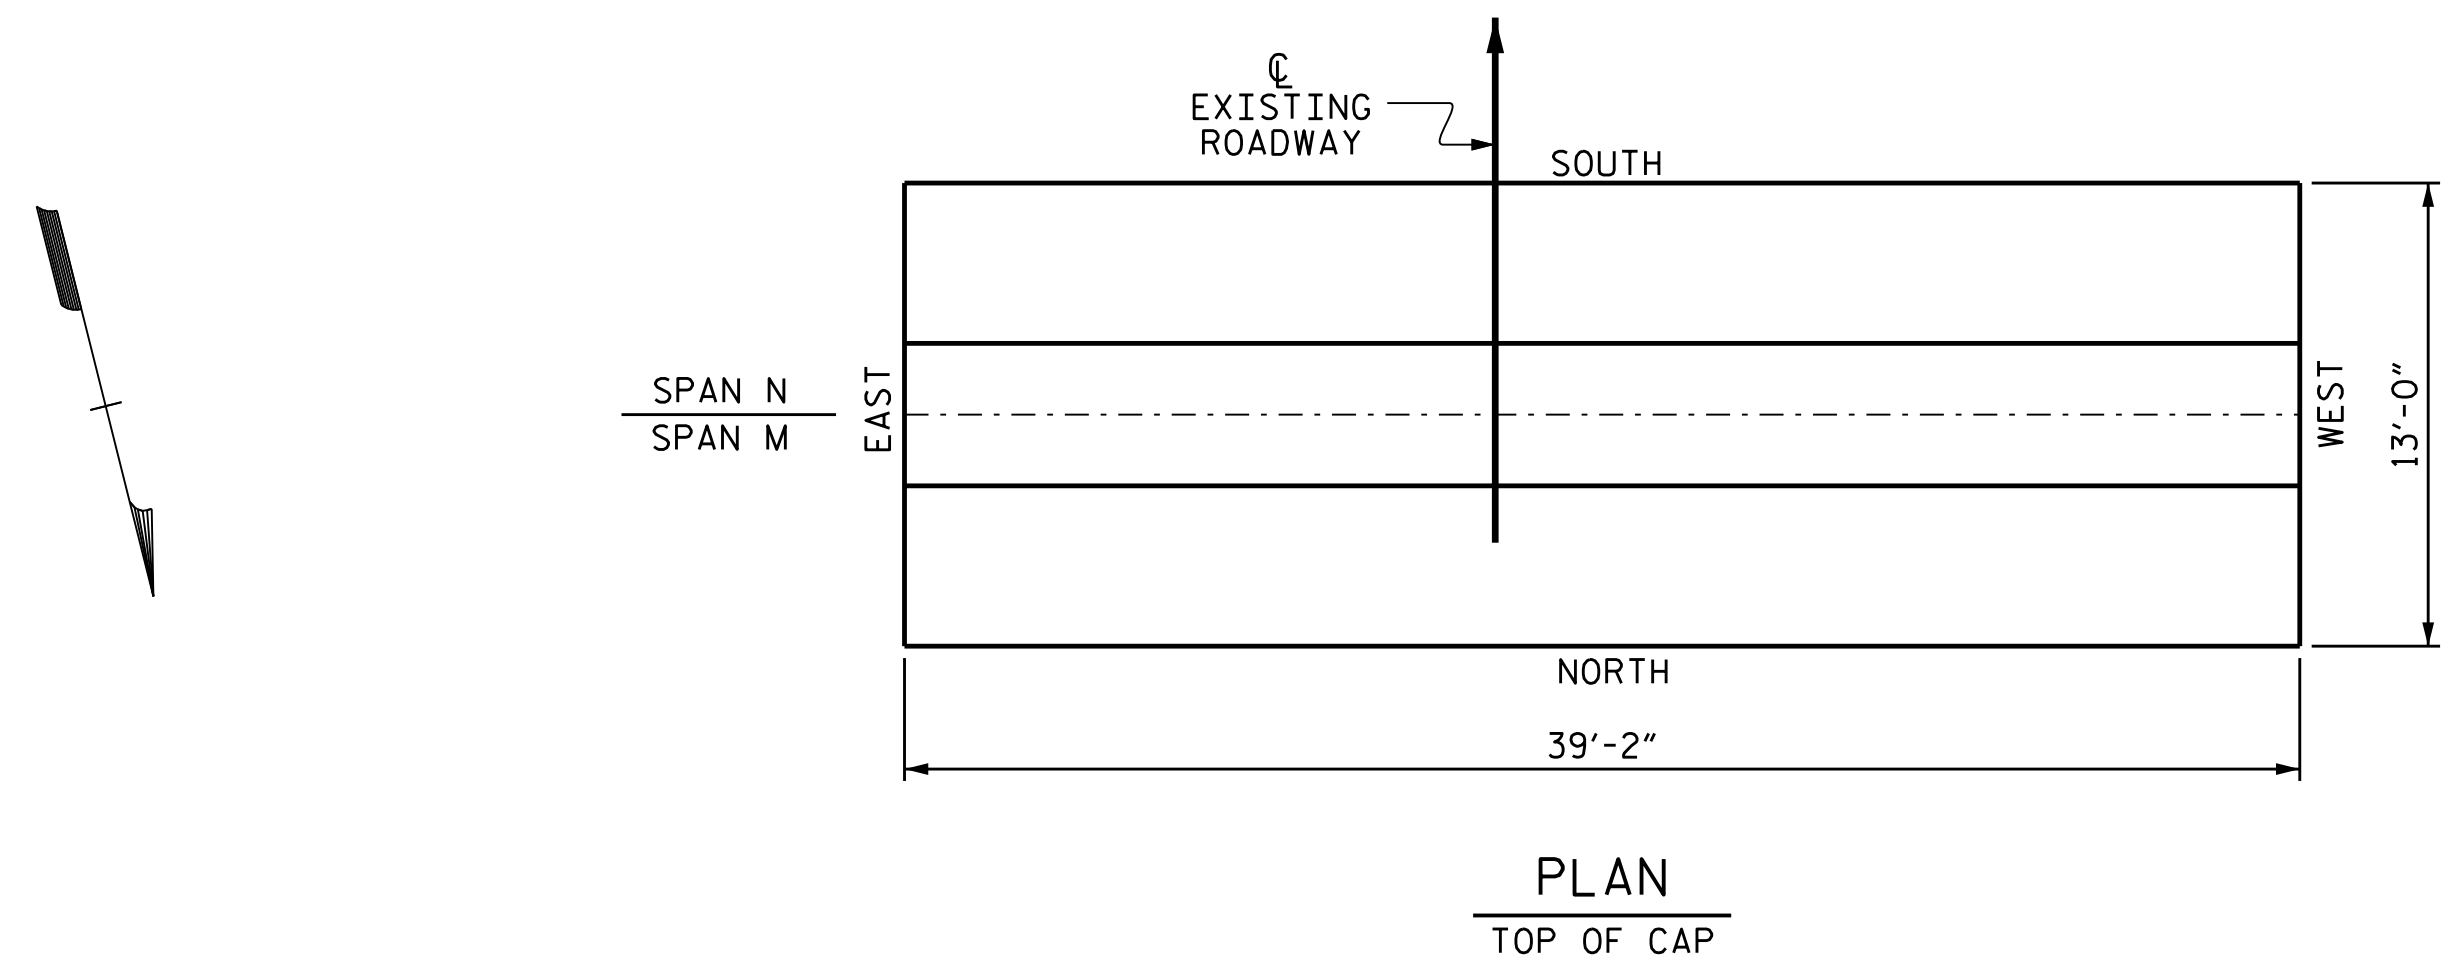 ℄
EXISTING
ROADWAY
SOUTH
SPAN N
SPAN M
EAST
WEST
13'-0"
NORTH
39'-2"
PLAN
TOP OF CAP